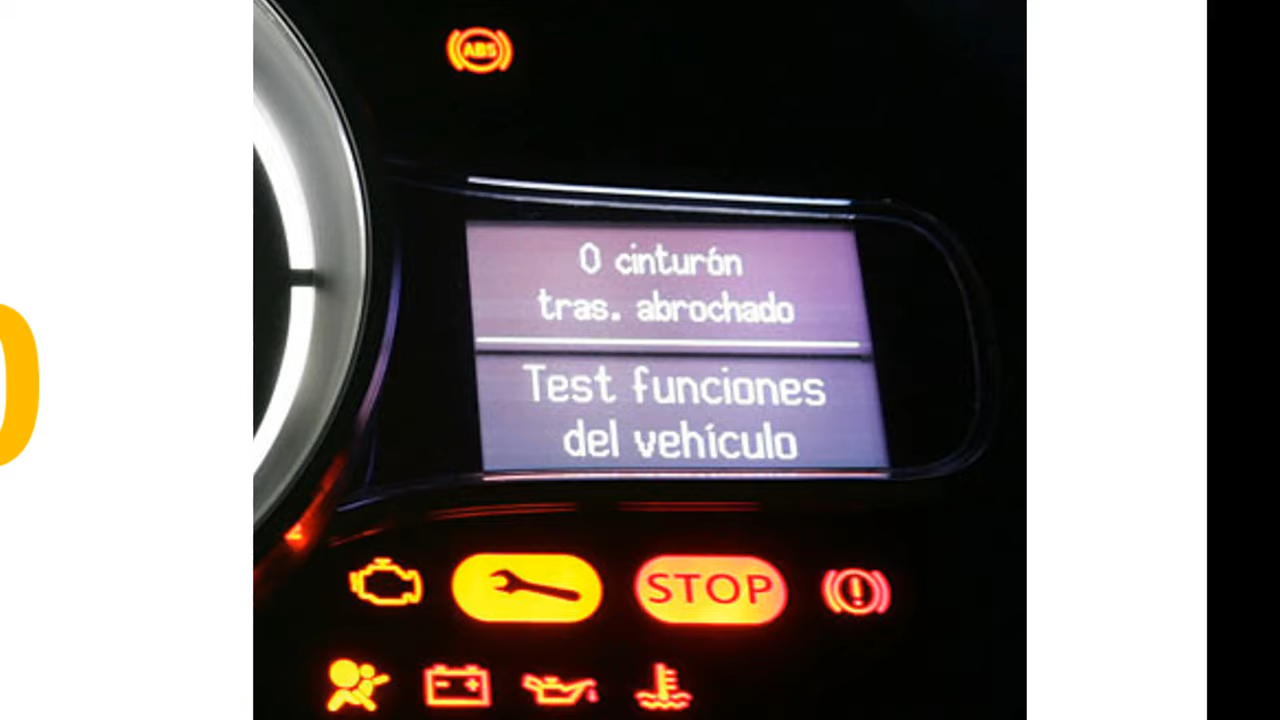 ABS
0 cinturón
tras. abrochado
Test funciones
del vehículo
STOP